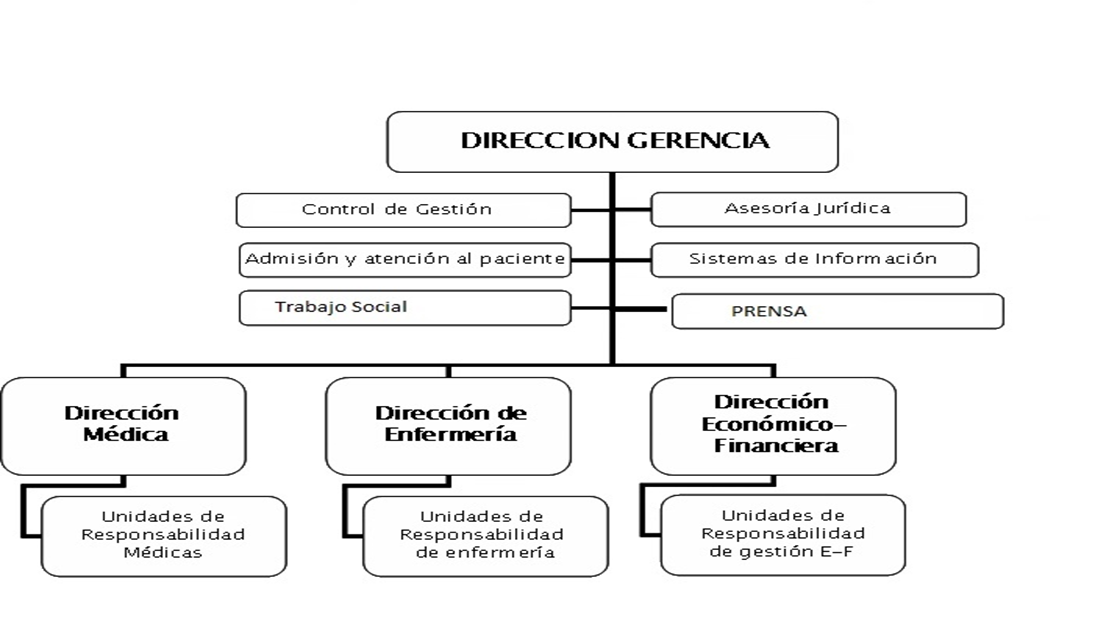 DIRECCION GERENCIA
Control de Gestión
Asesoría Jurídica
Admisión y atención al paciente
Sistemas de Información
Trabajo Social
PRENSA
Dirección
Médica
Dirección de
Enfermería
Dirección
Económico–
Financiera
Unidades de
Responsabilidad
Médicas
Unidades de
Responsabilidad
de enfermería
Unidades de
Responsabilidad
de gestión E–F